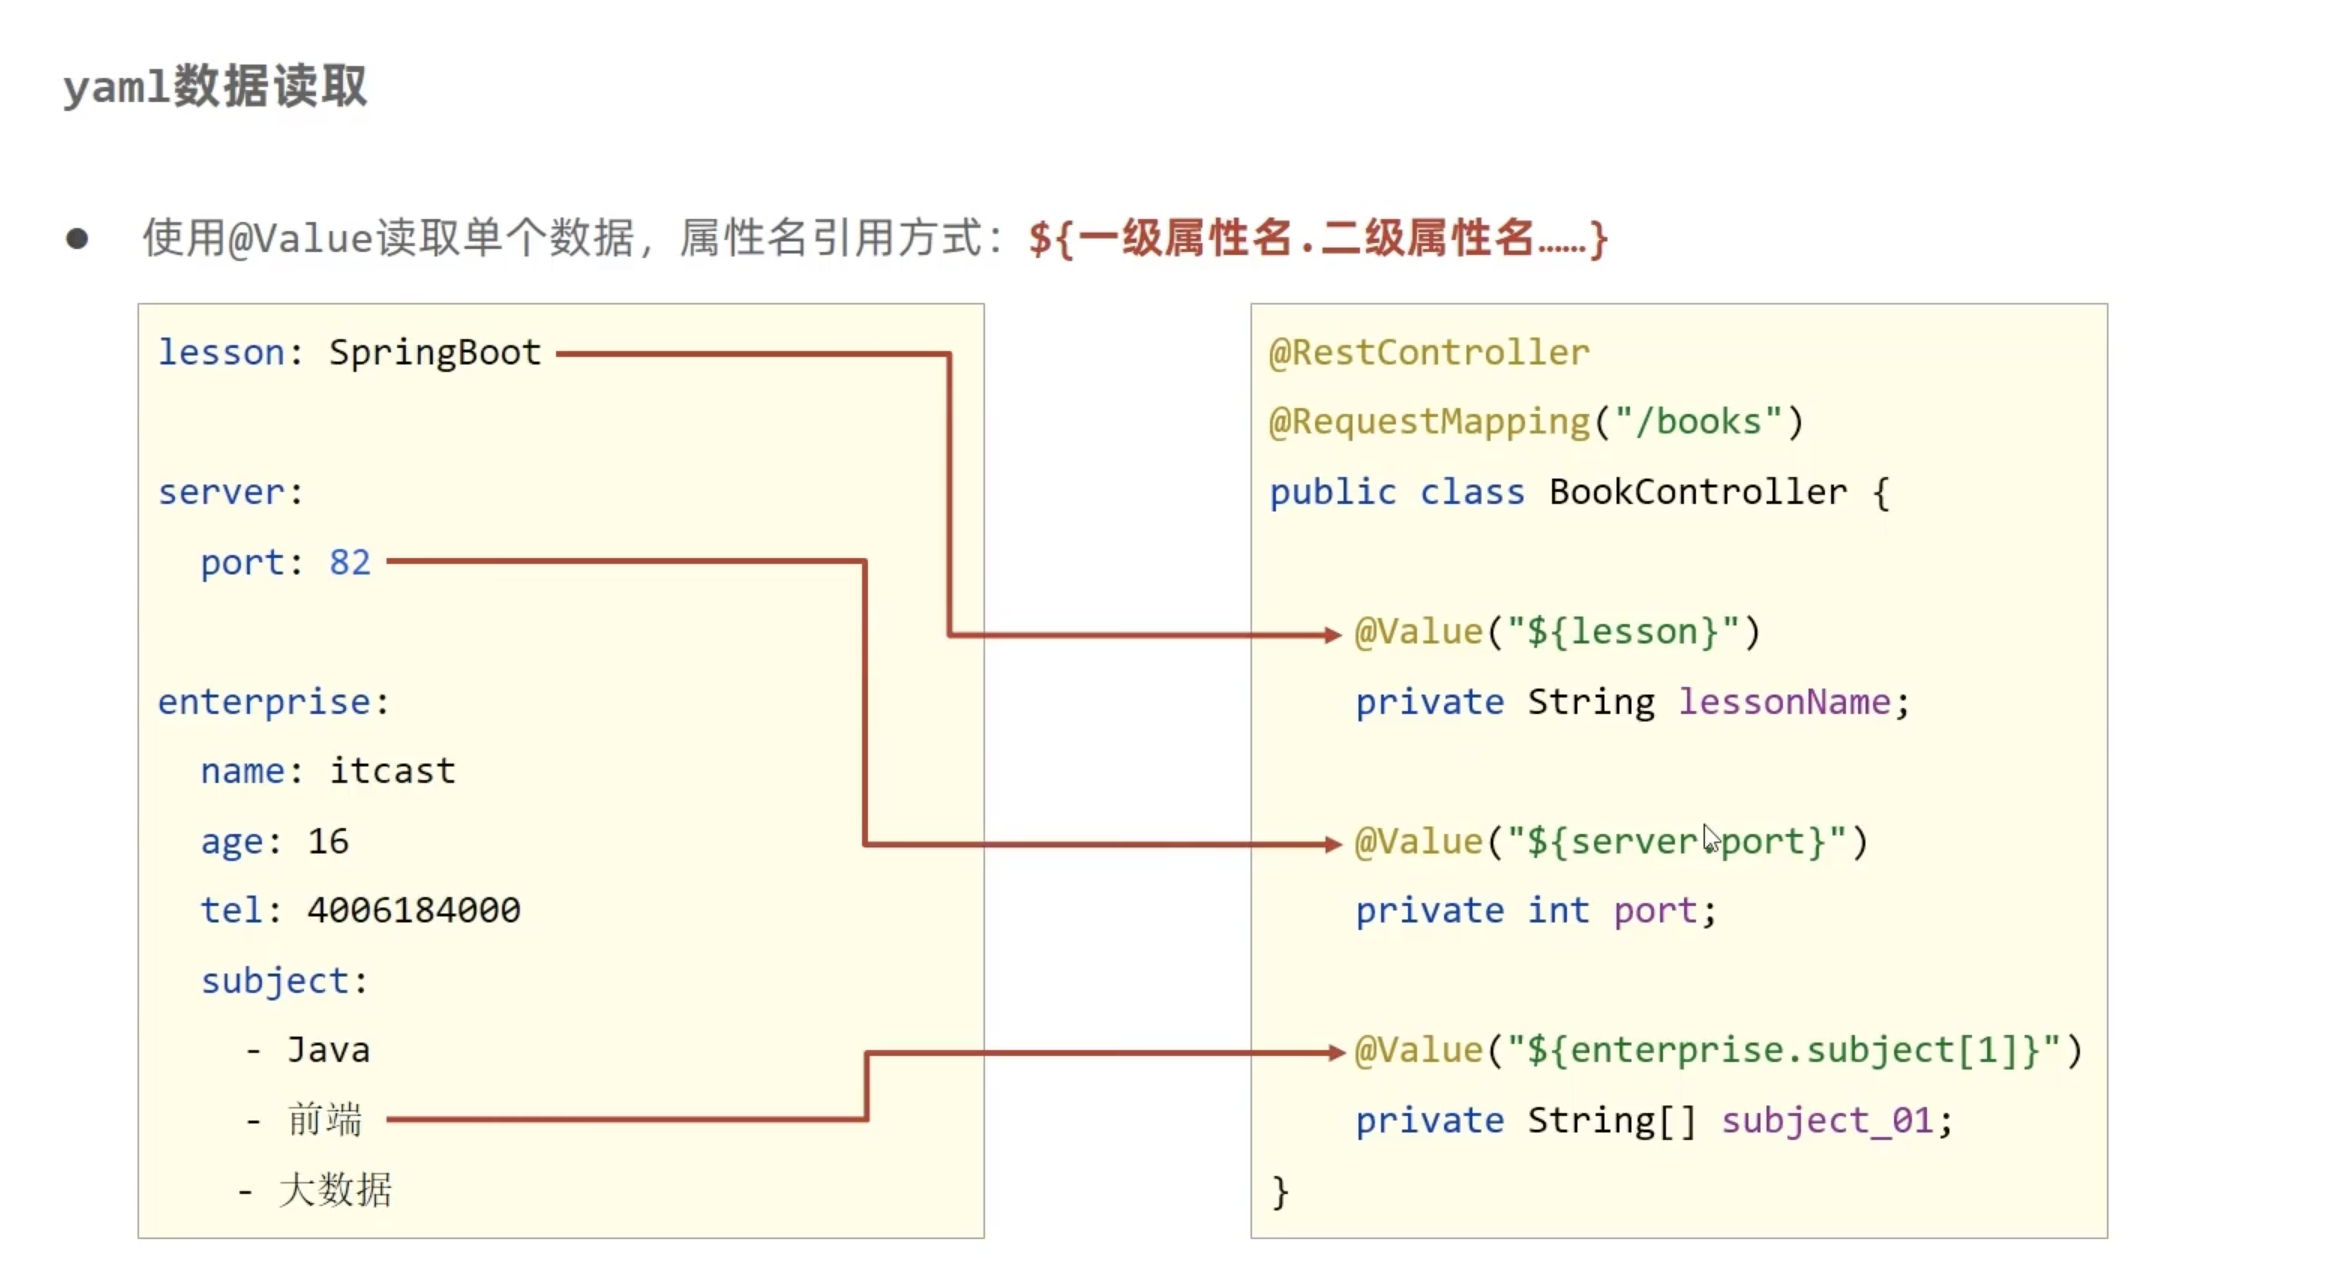 yaml数据读取
● 使用@Value读取单个数据，属性名引用方式：${一级属性名.二级属性名……}
lesson: SpringBoot
server:
  port: 82
enterprise:
  name: itcast
  age: 16
  tel: 4006184000
  subject:
    - Java
    - 前端
    - 大数据
@RestController
@RequestMapping("/books")
public class BookController {
    @Value("${lesson}")
    private String lessonName;
    @Value("${server.port}")
    private int port;
    @Value("${enterprise.subject[1]}")
    private String[] subject_01;
}